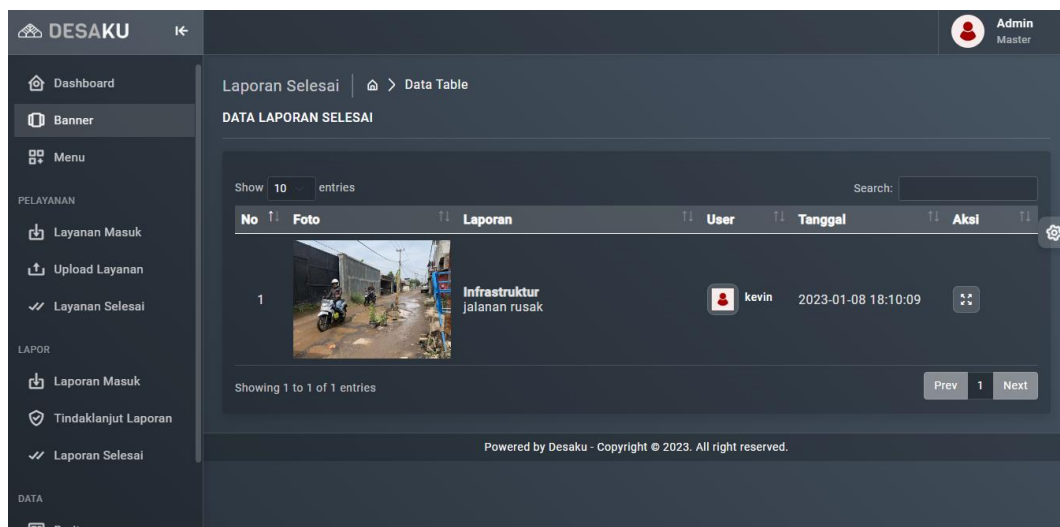 DESAKU
Admin
Master
Dashboard
Banner
Menu
PELAYANAN
Layanan Masuk
Upload Layanan
Layanan Selesai
LAPOR
Laporan Masuk
Tindaklanjut Laporan
Laporan Selesai
DATA
Laporan Selesai Data Table
DATA LAPORAN SELESAI
Show 10 entries Search:
No Foto Laporan User Tanggal Aksi
1 Infrastruktur kevin 2023-01-08 18:10:09
jalanan rusak
Showing 1 to 1 of 1 entries Prev 1 Next
Powered by Desaku - Copyright © 2023. All right reserved.